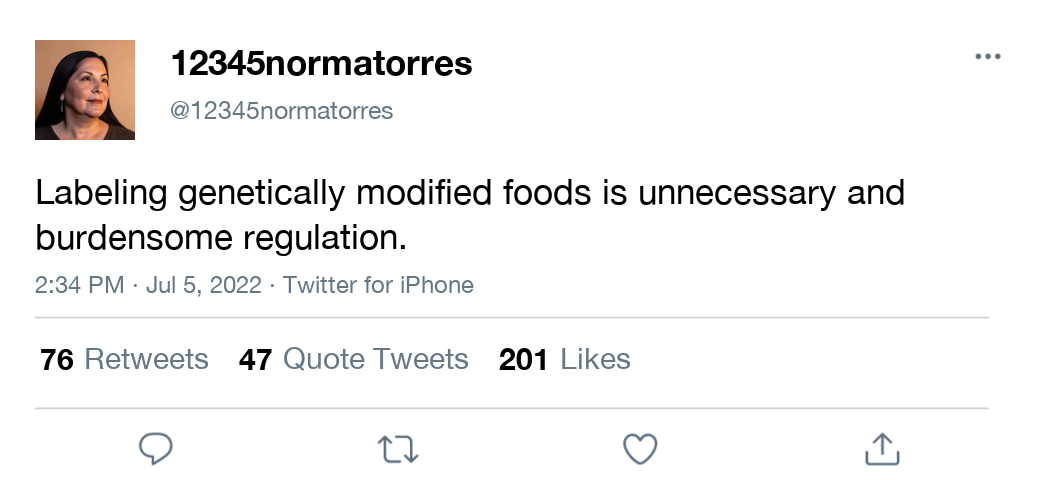 12345normatorres
@12345normatorres
Labeling genetically modified foods is unnecessary and
burdensome regulation.
2:34 PM · Jul 5, 2022 · Twitter for iPhone
76 Retweets 47 Quote Tweets 201 Likes